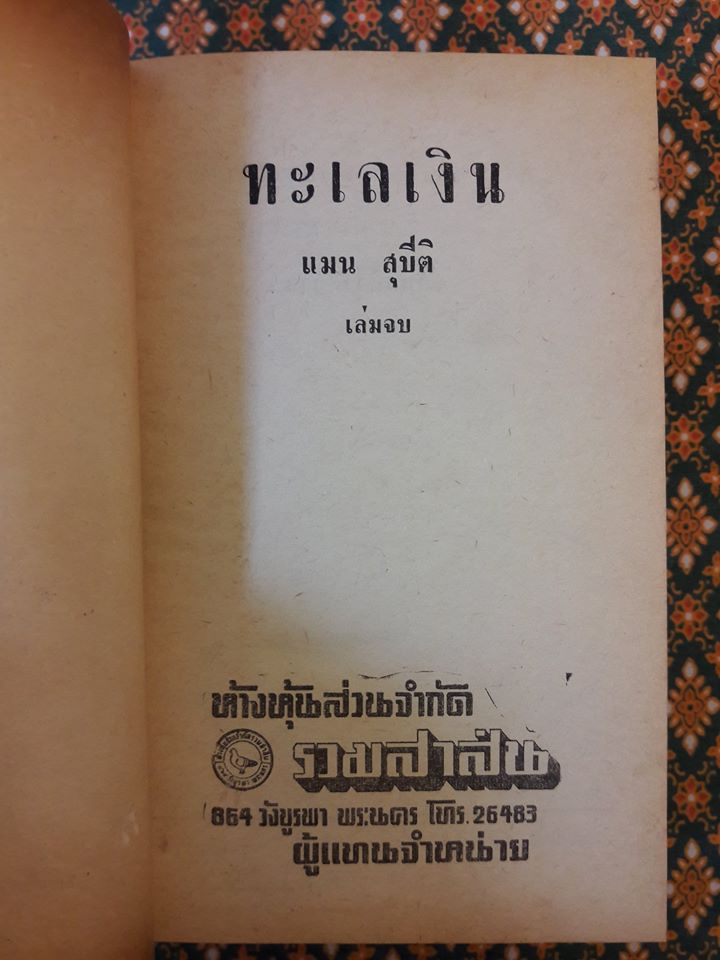 ทะเลเงิน
แมน สุบีติ
เล่มจบ
ห้างหุ้นส่วนจำกัด
รวมสาส์น
864 วังบูรพา พระนคร โทร. 26483
ผู้แทนจำหน่าย